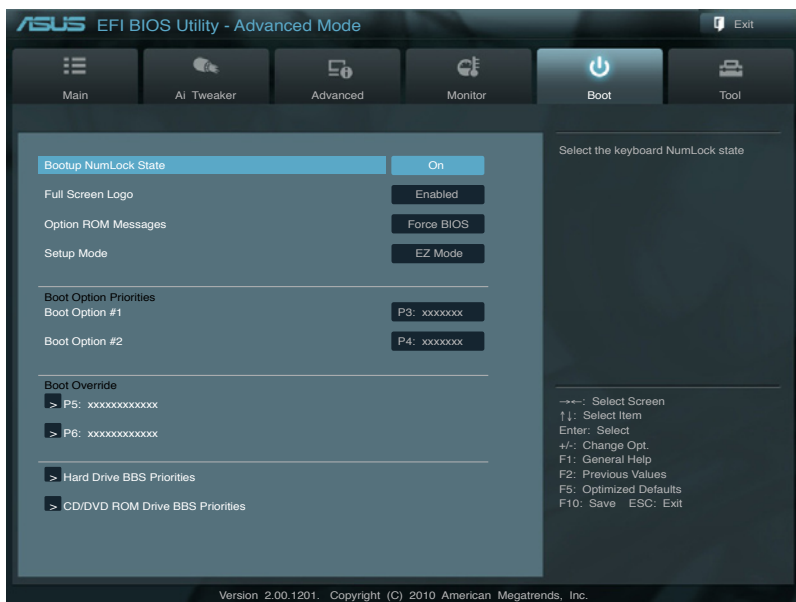 ASUS EFI BIOS Utility - Advanced Mode
Exit
Main
Ai Tweaker
Advanced
Monitor
Boot
Tool
Bootup NumLock State On
Full Screen Logo Enabled
Option ROM Messages Force BIOS
Setup Mode EZ Mode
Boot Option Priorities
Boot Option #1 P3: xxxxxxx
Boot Option #2 P4: xxxxxxx
Boot Override
> P5: xxxxxxxxxxxx
> P6: xxxxxxxxxxxx
> Hard Drive BBS Priorities
> CD/DVD ROM Drive BBS Priorities
Select the keyboard NumLock state
→←: Select Screen
↑↓: Select Item
Enter: Select
+/-: Change Opt.
F1: General Help
F2: Previous Values
F5: Optimized Defaults
F10: Save ESC: Exit
Version 2.00.1201. Copyright (C) 2010 American Megatrends, Inc.